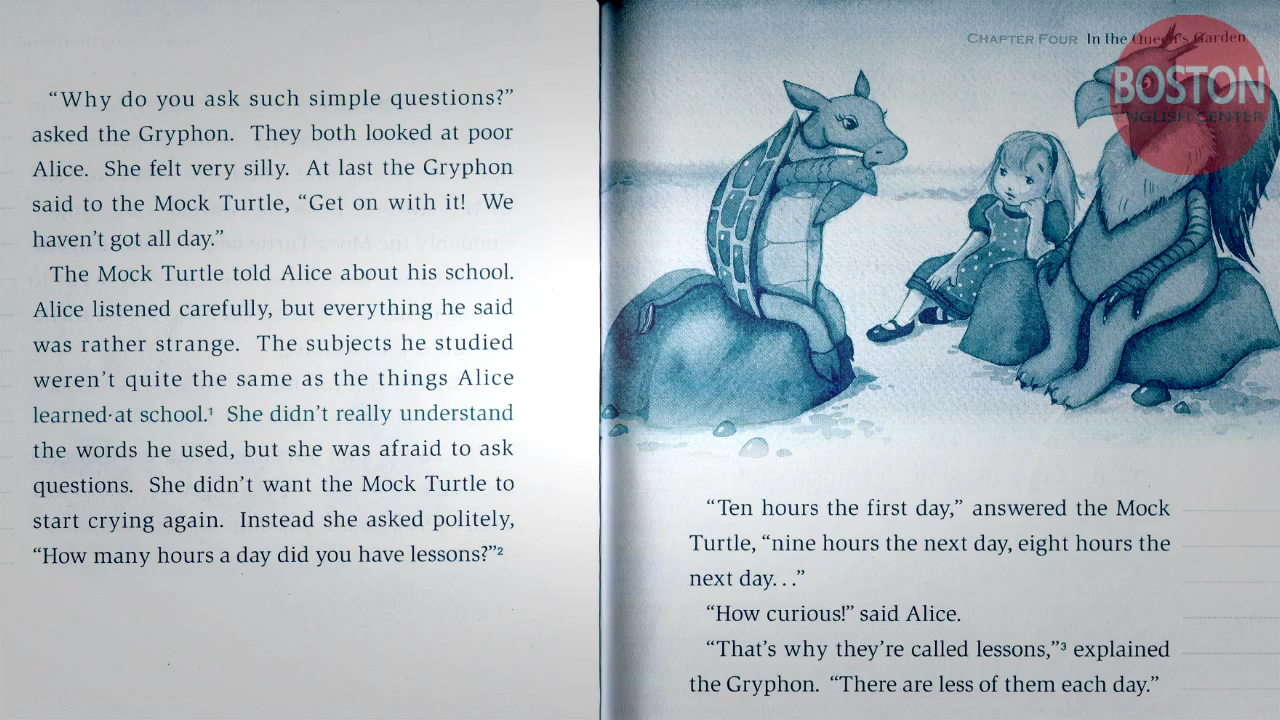 “Why do you ask such simple questions?”
asked the Gryphon. They both looked at poor
Alice. She felt very silly. At last the Gryphon
said to the Mock Turtle, “Get on with it! We
haven’t got all day.”
The Mock Turtle told Alice about his school.
Alice listened carefully, but everything he said
was rather strange. The subjects he studied
weren’t quite the same as the things Alice
learned·at school.¹ She didn’t really understand
the words he used, but she was afraid to ask
questions. She didn’t want the Mock Turtle to
start crying again. Instead she asked politely,
“How many hours a day did you have lessons?”²
CHAPTER FOUR In the Queen’s Garden
BOSTON
ENGLISH CENTER
“Ten hours the first day,” answered the Mock
Turtle, “nine hours the next day, eight hours the
next day. . .”
“How curious!” said Alice.
“That’s why they’re called lessons,”³ explained
the Gryphon. “There are less of them each day.”